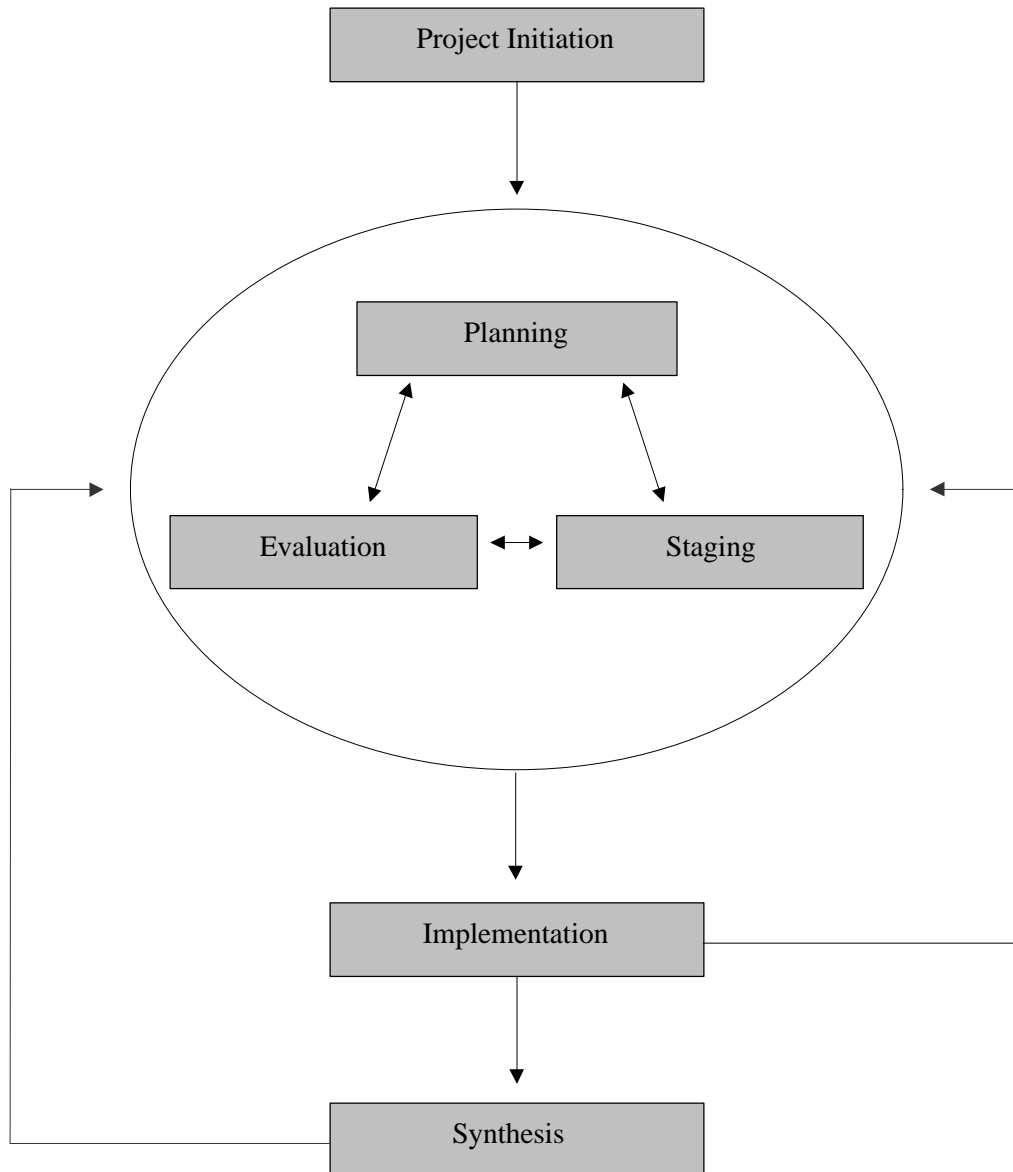 Project Initiation
Planning
Evaluation
Staging
Implementation
Synthesis